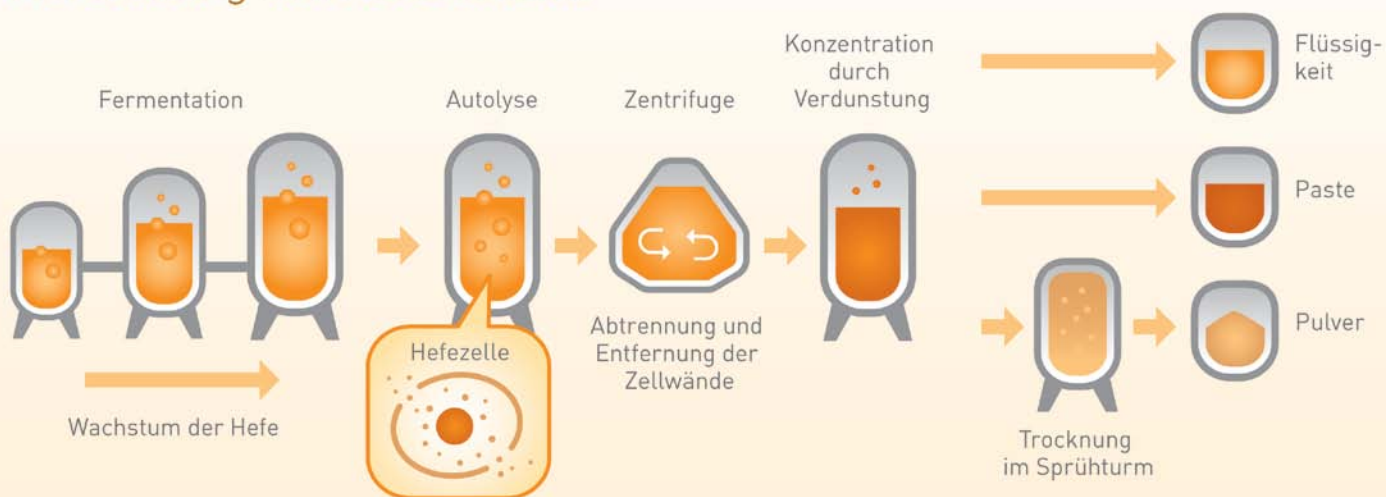 Fermentation
Wachstum der Hefe
Autolyse
Hefezelle
Zentrifuge
Abtrennung und
Entfernung der
Zellwände
Konzentration
durch
Verdunstung
Flüssig-
keit
Paste
Trocknung
im Sprühturm
Pulver